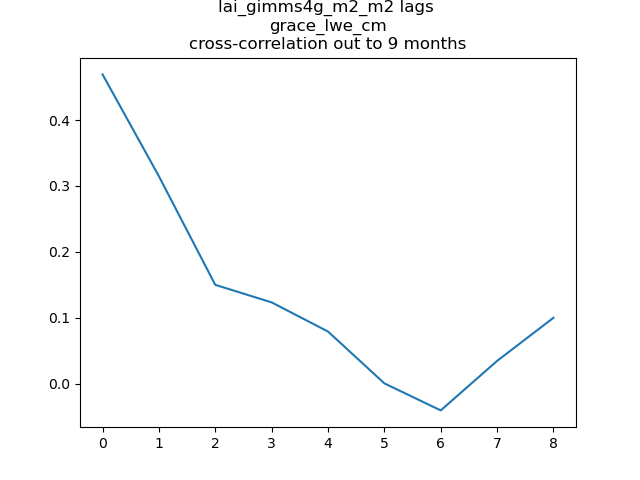 lai_gimms4g_m2_m2 lags
grace_lwe_cm
cross-correlation out to 9 months
0.4
0.3
0.2
0.1
0.0
0 1 2 3 4 5 6 7 8